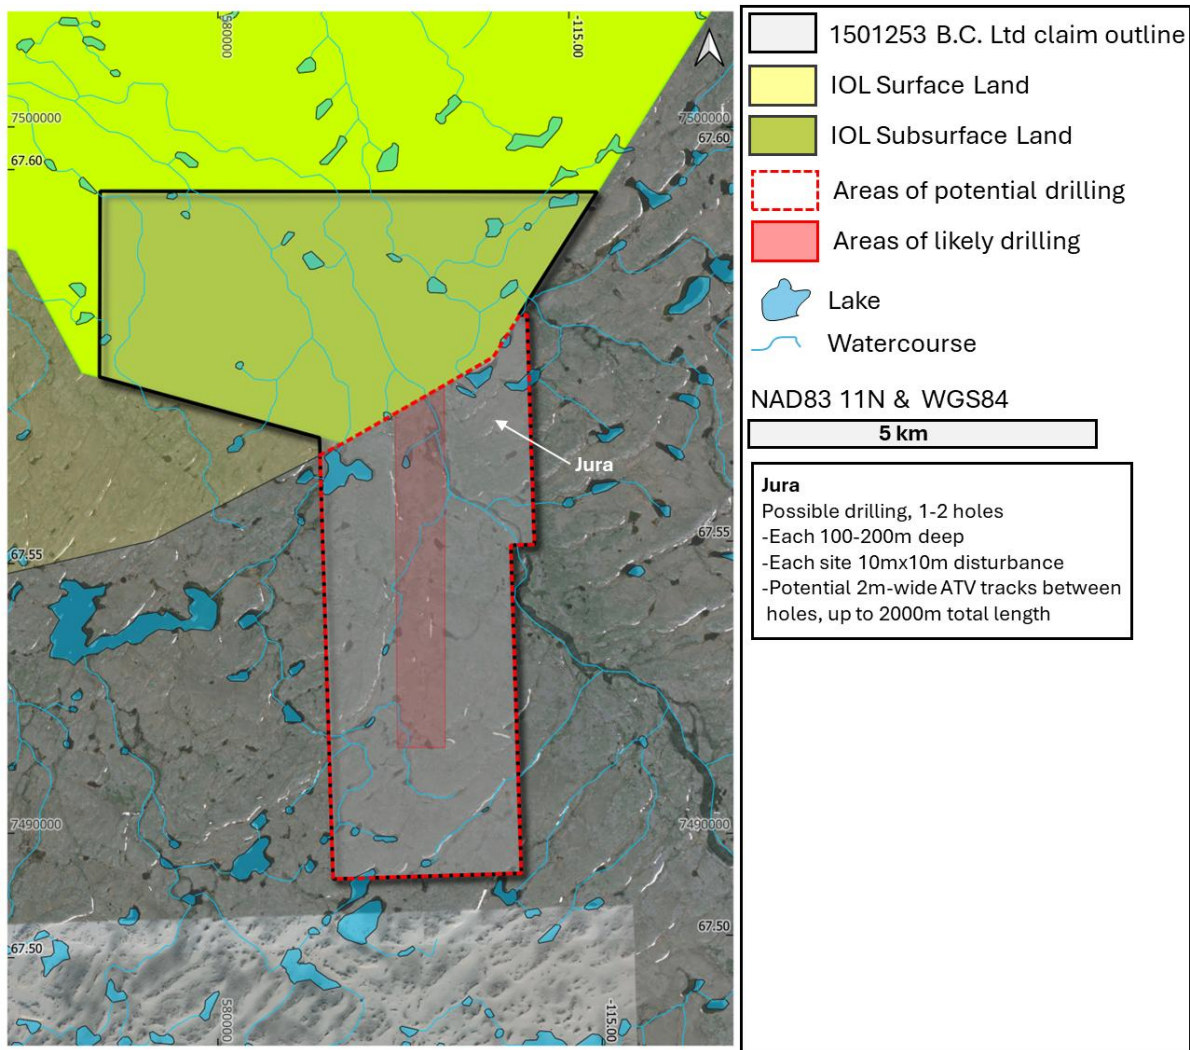 580000
-115.00
7500000
7500000
67.60
67.60
Jura
67.55
67.55
7490000
7490000
67.50
67.50
580000
-115.00
1501253 B.C. Ltd claim outline
IOL Surface Land
IOL Subsurface Land
Areas of potential drilling
Areas of likely drilling
Lake
Watercourse
NAD83 11N & WGS84
5 km
Jura
Possible drilling, 1-2 holes
-Each 100-200m deep
-Each site 10mx10m disturbance
-Potential 2m-wide ATV tracks between
holes, up to 2000m total length